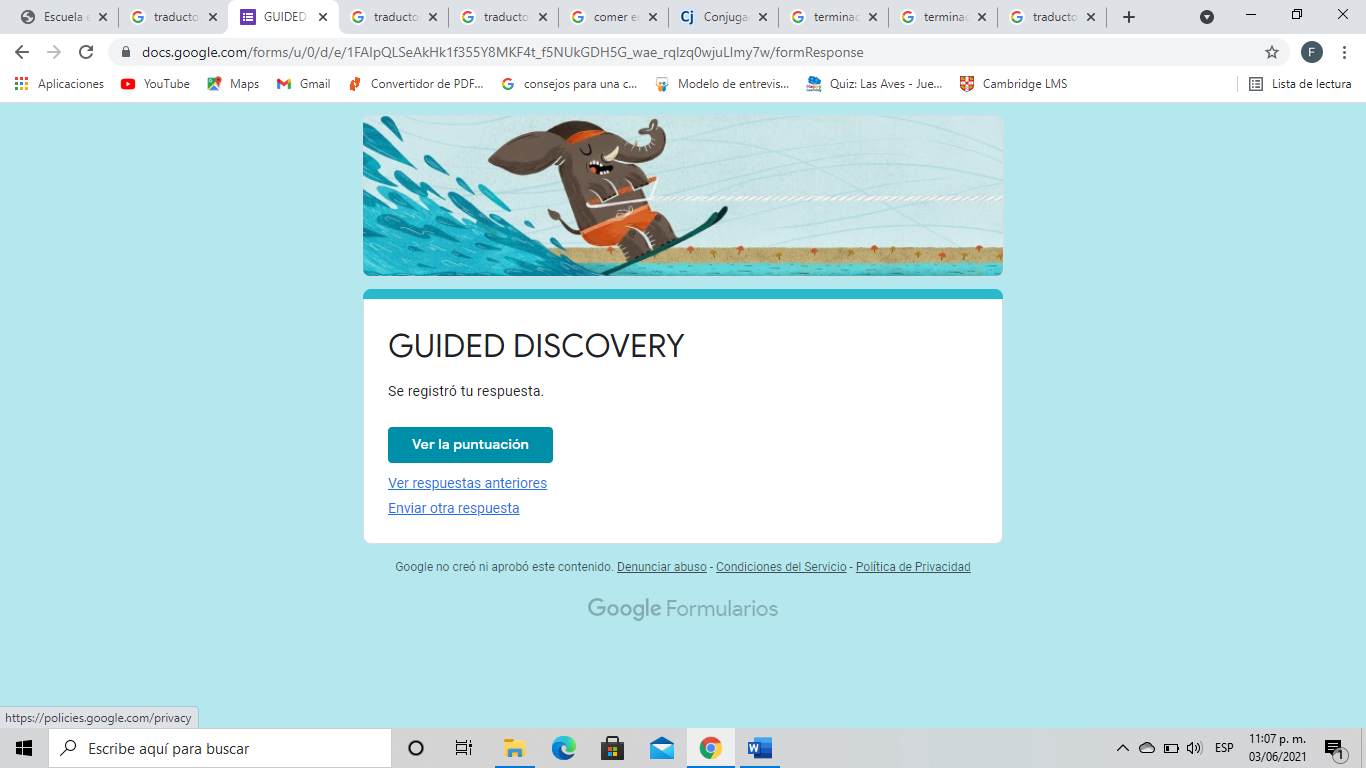 Escuela e
traducto
GUIDED
traducto
traducto
comer e
Conjuga
terminac
termina
traducto
docs.google.com/forms/u/0/d/e/1FAIpQLSeAkHk1f355Y8MKF4t_f5NUkGDH5G_wae_rqlzq0wjuLImy7w/formResponse
F
Aplicaciones
YouTube
Maps
Gmail
Convertidor de PDF...
consejos para una c...
Modelo de entrevis...
Quiz: Las Aves - Jue...
Cambridge LMS
Lista de lectura
GUIDED DISCOVERY
Se registró tu respuesta.
Ver la puntuación
Ver respuestas anteriores
Enviar otra respuesta
Google no creó ni aprobó este contenido. Denunciar abuso - Condiciones del Servicio - Política de Privacidad
Google Formularios
https://policies.google.com/privacy
Escribe aquí para buscar
ESP
11:07 p. m.
03/06/2021
1